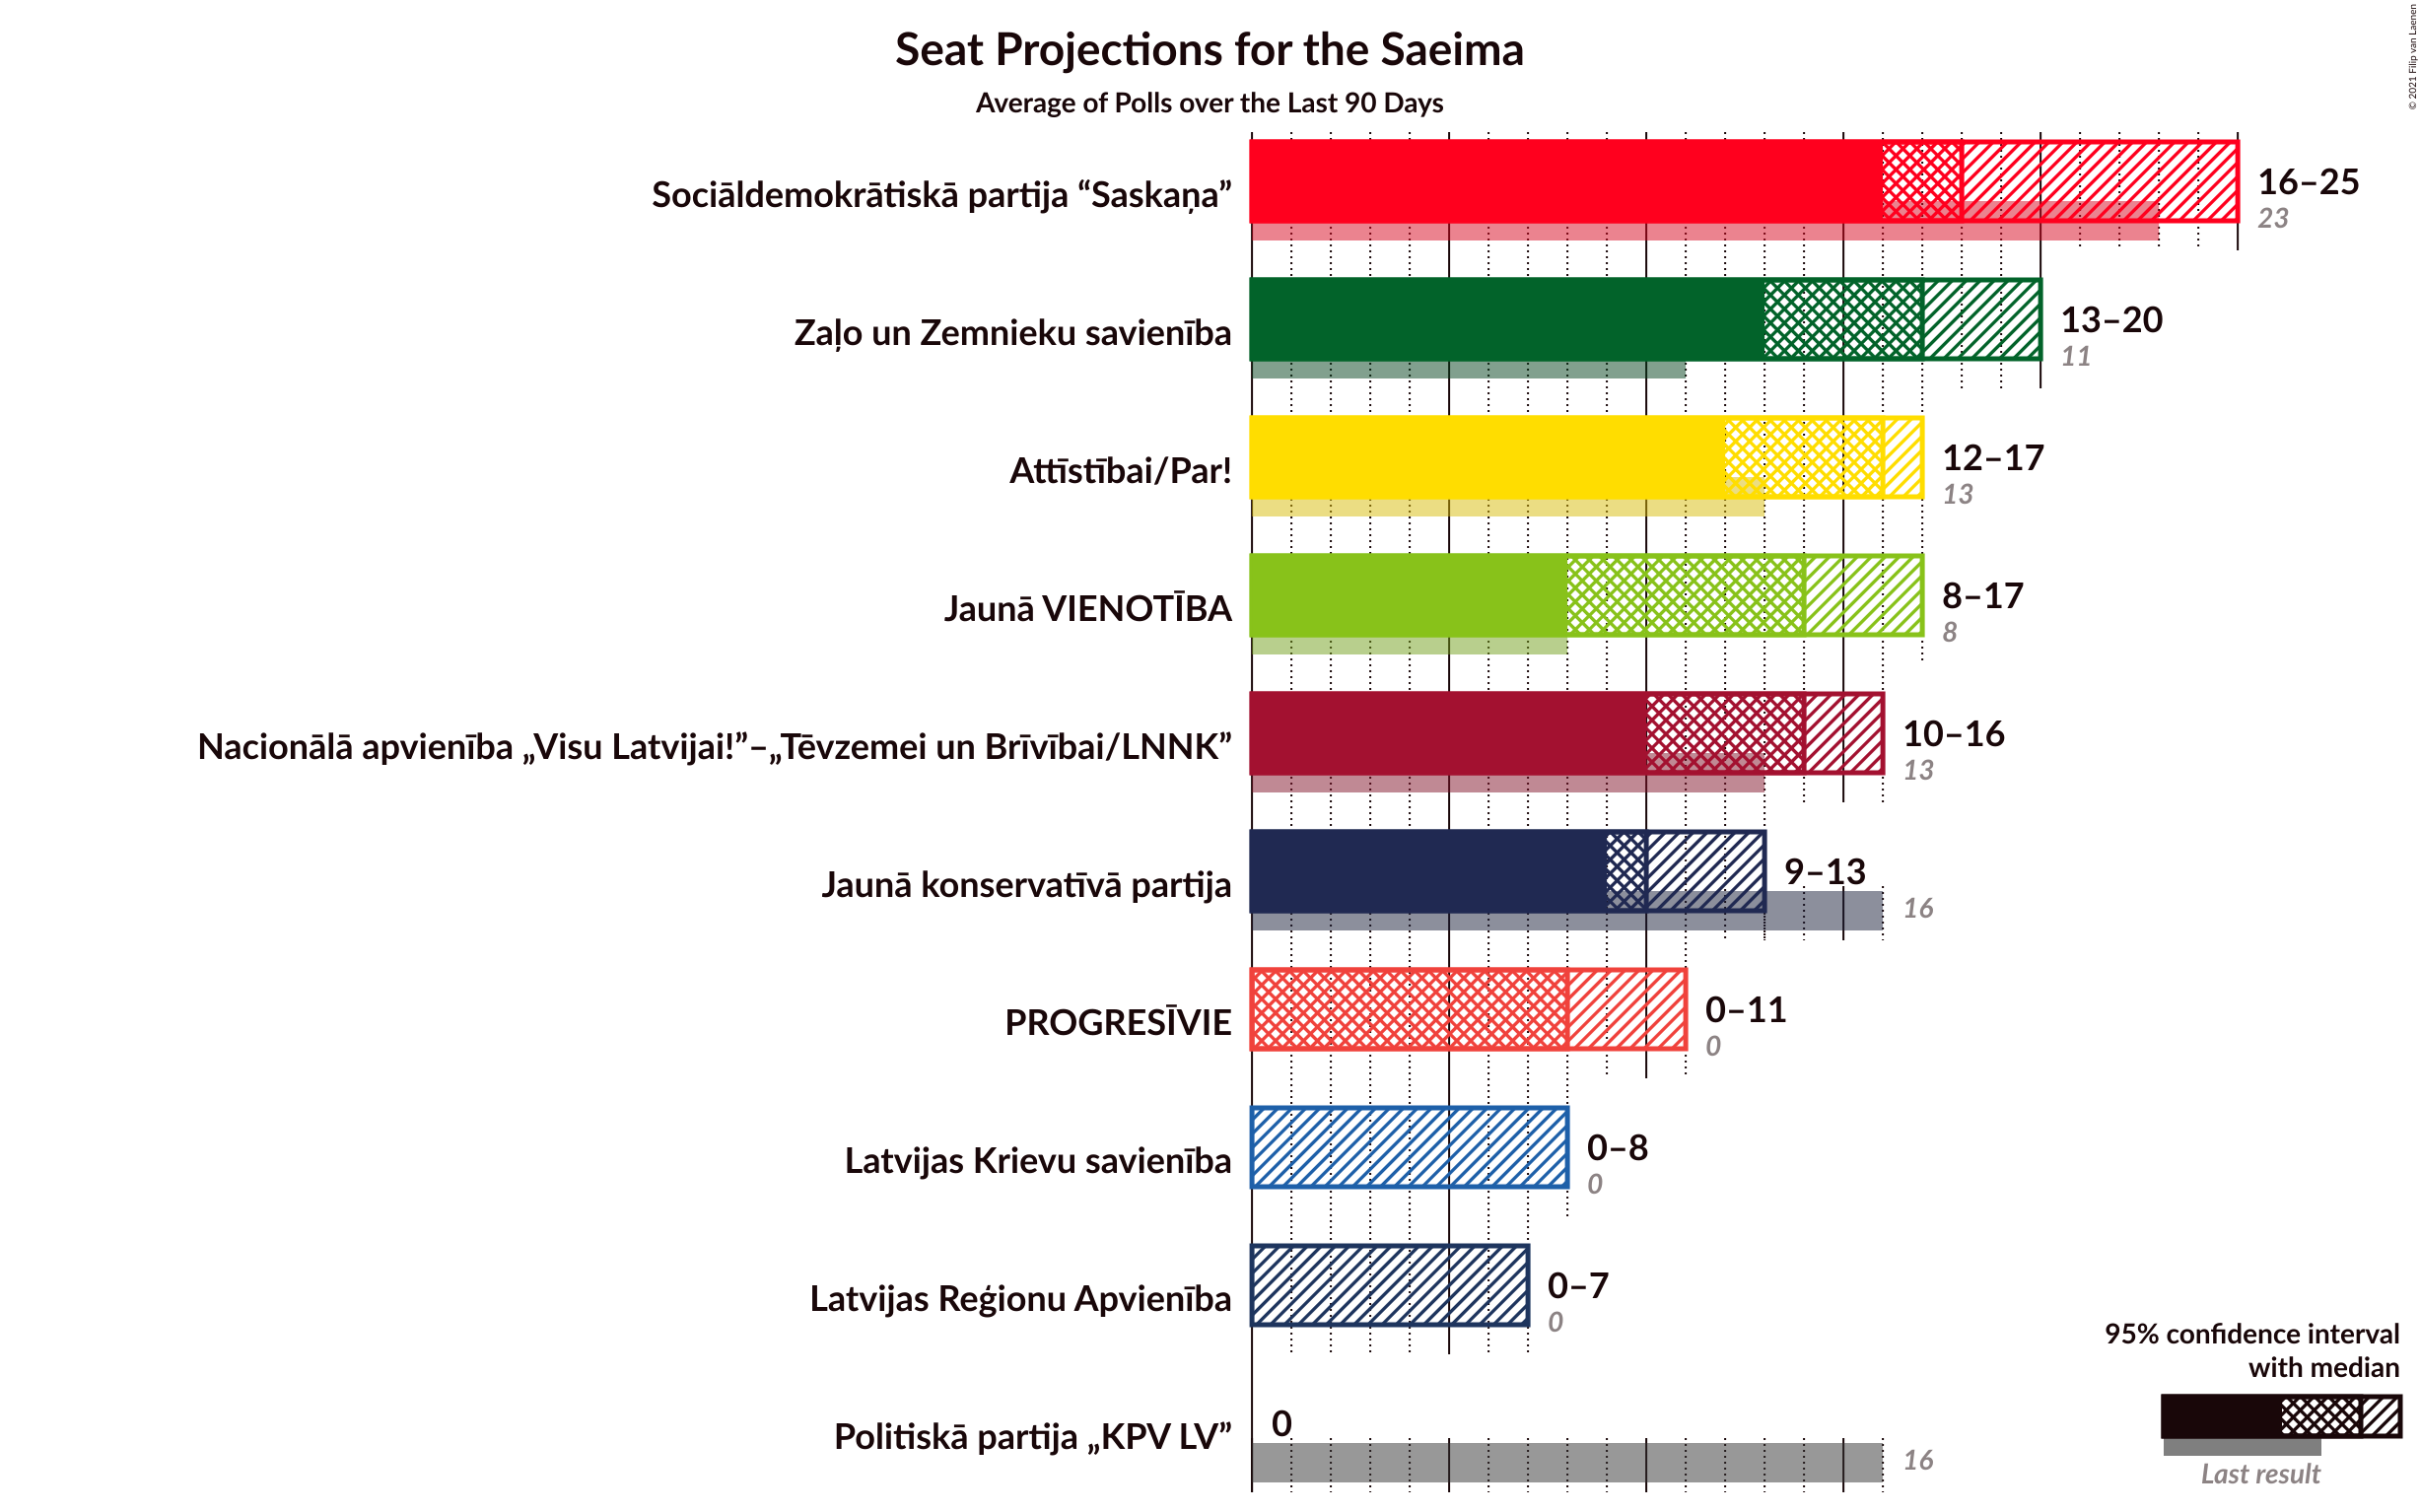 Seat Projections for the Saeima
Average of Polls over the Last 90 Days
© 2021 Filip van Laenen
Sociāldemokrātiskā partija “Saskaņa”
16–25
23
Zaļo un Zemnieku savienība
13–20
11
Attīstībai/Par!
12–17
13
Jaunā VIENOTĪBA
8–17
8
Nacionālā apvienība „Visu Latvijai!”–„Tēvzemei un Brīvībai/LNNK”
10–16
13
Jaunā konservatīvā partija
9–13
16
PROGRESĪVIE
0–11
0
Latvijas Krievu savienība
0–8
0
Latvijas Reģionu Apvienība
0–7
0
Politiskā partija „KPV LV”
0
16
95% confidence interval
with median
Last result